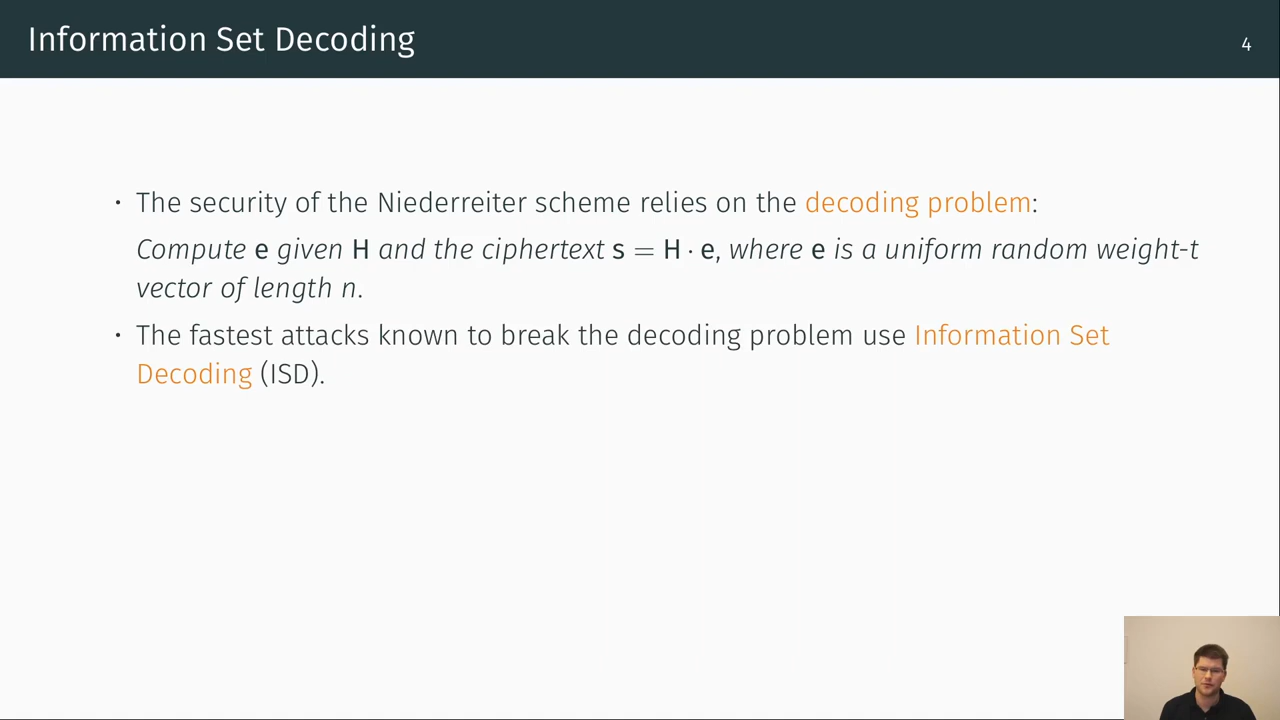 Information Set Decoding
4
· The security of the Niederreiter scheme relies on the decoding problem:
Compute e given H and the ciphertext s = H · e, where e is a uniform random weight-t
vector of length n.
· The fastest attacks known to break the decoding problem use Information Set
Decoding (ISD).